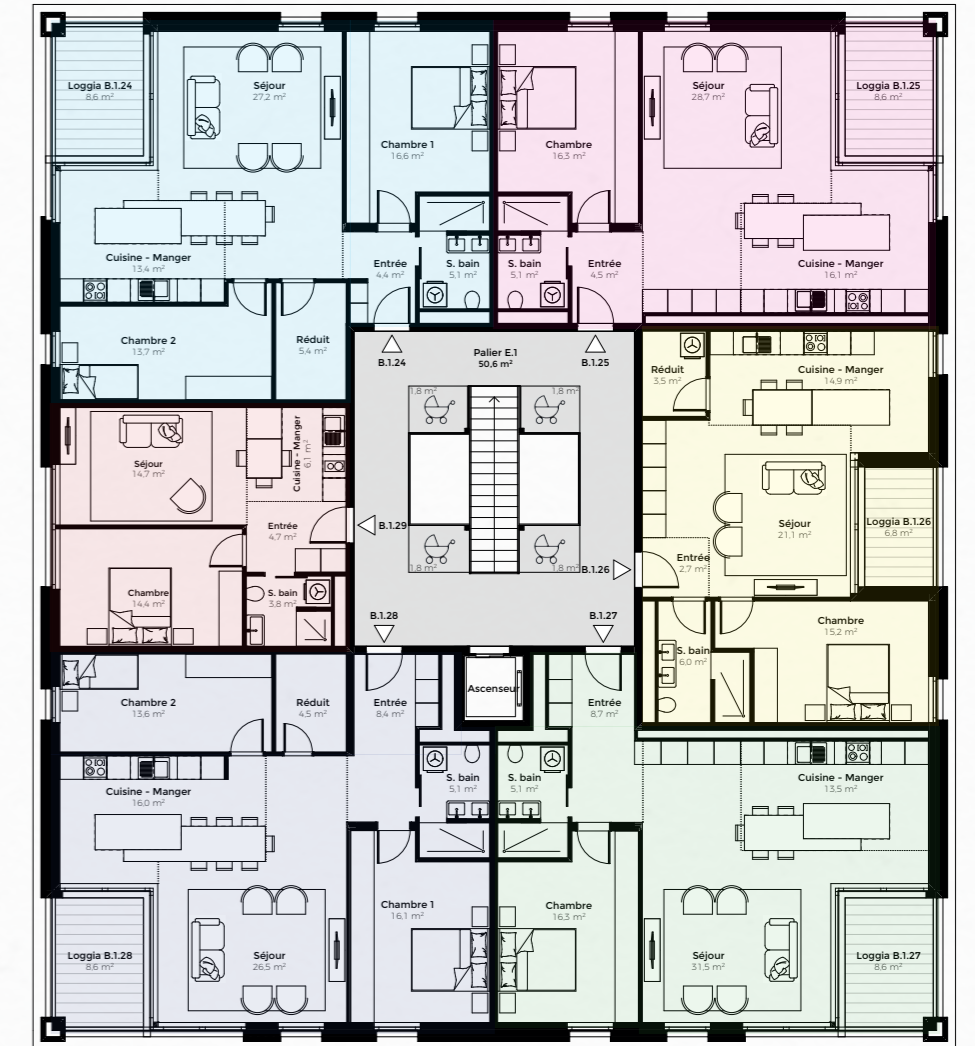 Loggia B.1.24
8,6 m²
Séjour
27,2 m²
Chambre 1
16,6 m²
Cuisine - Manger
13,4 m²
Entrée
4,4 m²
S. bain
5,1 m²
Chambre 2
13,7 m²
Réduit
5,4 m²
Chambre
16,3 m²
Séjour
28,7 m²
Loggia B.1.25
8,6 m²
S. bain
5,1 m²
Entrée
4,5 m²
Cuisine - Manger
16,1 m²
B.1.24
Palier E.1
50,6 m²
B.1.25
1,8 m²
1,8 m²
1,8 m²
1,8 m²
B.1.29
B.1.26
B.1.28
B.1.27
Ascenseur
Réduit
3,5 m²
Cuisine - Manger
14,9 m²
Séjour
21,1 m²
Loggia B.1.26
6,8 m²
Entrée
2,7 m²
Chambre
15,2 m²
S. bain
6,0 m²
Séjour
14,7 m²
Cuisine - Manger
6,1 m²
Entrée
4,7 m²
Chambre
14,4 m²
S. bain
3,8 m²
Chambre 2
13,6 m²
Réduit
4,5 m²
Entrée
8,4 m²
Cuisine - Manger
16,0 m²
S. bain
5,1 m²
Chambre 1
16,1 m²
Loggia B.1.28
8,6 m²
Séjour
26,5 m²
Entrée
8,7 m²
S. bain
5,1 m²
Cuisine - Manger
13,5 m²
Chambre
16,3 m²
Séjour
31,5 m²
Loggia B.1.27
8,6 m²